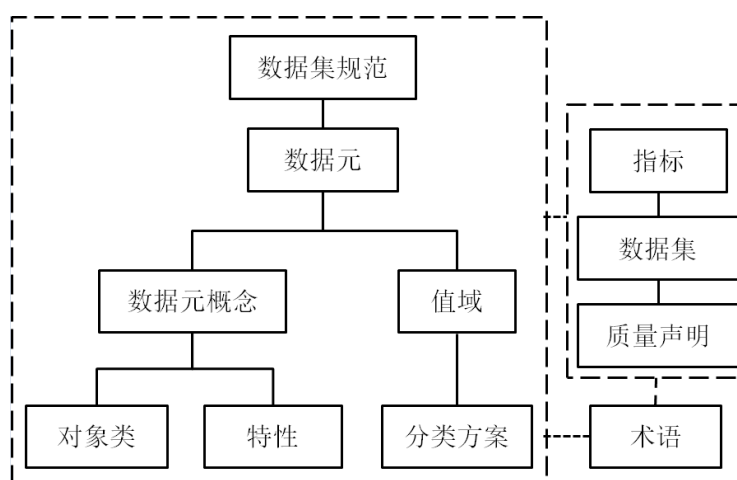 数据集规范
数据元
指标
数据集
数据元概念
值域
质量声明
对象类
特性
分类方案
术语